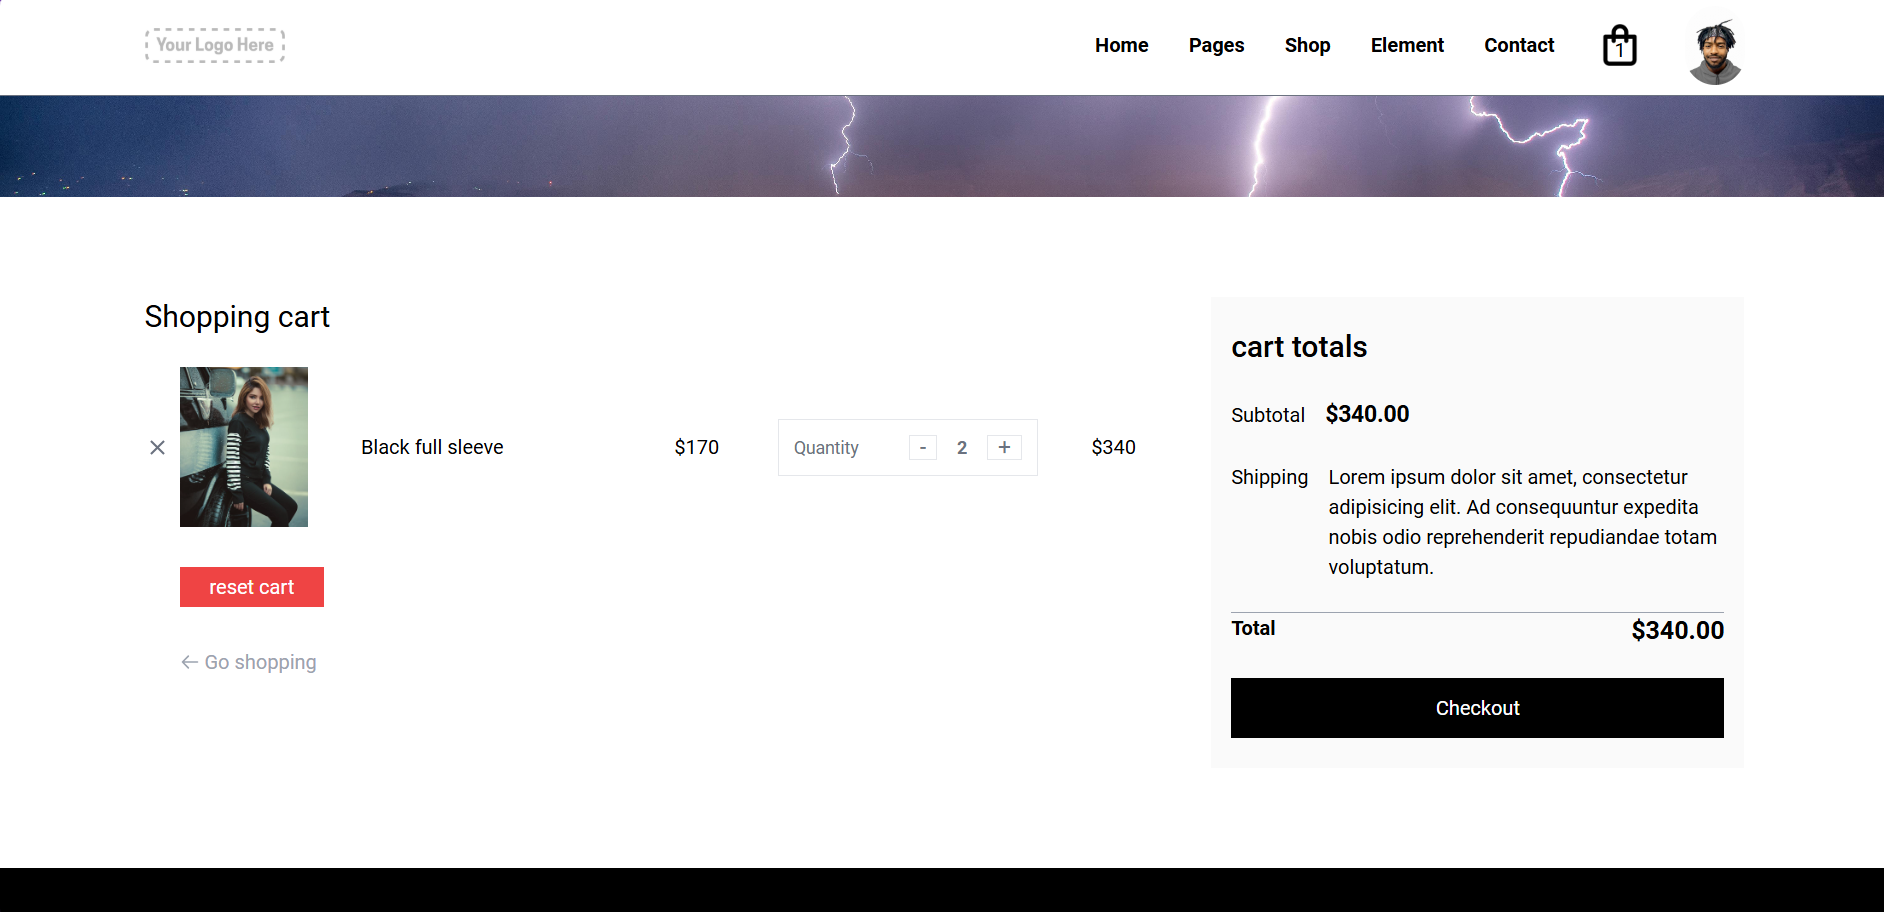 Your Logo Here
Home Pages Shop Element Contact 1
Shopping cart
Black full sleeve $170 Quantity - 2 + $340
reset cart
← Go shopping
cart totals
Subtotal $340.00
Shipping Lorem ipsum dolor sit amet, consectetur
adipisicing elit. Ad consequuntur expedita
nobis odio reprehenderit repudiandae totam
voluptatum.
Total $340.00
Checkout